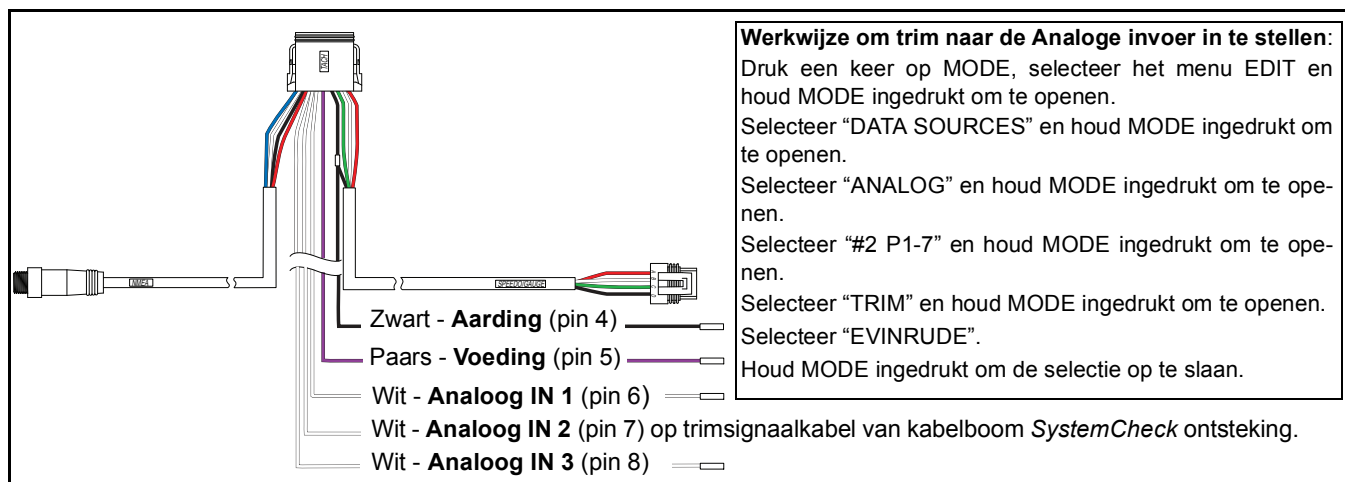 TACH
NMEA
SPEEDO/GAUGE
Zwart - Aarding (pin 4)
Paars - Voeding (pin 5)
Wit - Analoog IN 1 (pin 6)
Wit - Analoog IN 2 (pin 7) op trimsignaalkabel van kabelboom SystemCheck ontsteking.
Wit - Analoog IN 3 (pin 8)
Werkwijze om trim naar de Analoge invoer in te stellen:
Druk een keer op MODE, selecteer het menu EDIT en
houd MODE ingedrukt om te openen.
Selecteer “DATA SOURCES” en houd MODE ingedrukt om
te openen.
Selecteer “ANALOG” en houd MODE ingedrukt om te ope-
nen.
Selecteer “#2 P1-7” en houd MODE ingedrukt om te ope-
nen.
Selecteer “TRIM” en houd MODE ingedrukt om te openen.
Selecteer “EVINRUDE”.
Houd MODE ingedrukt om de selectie op te slaan.